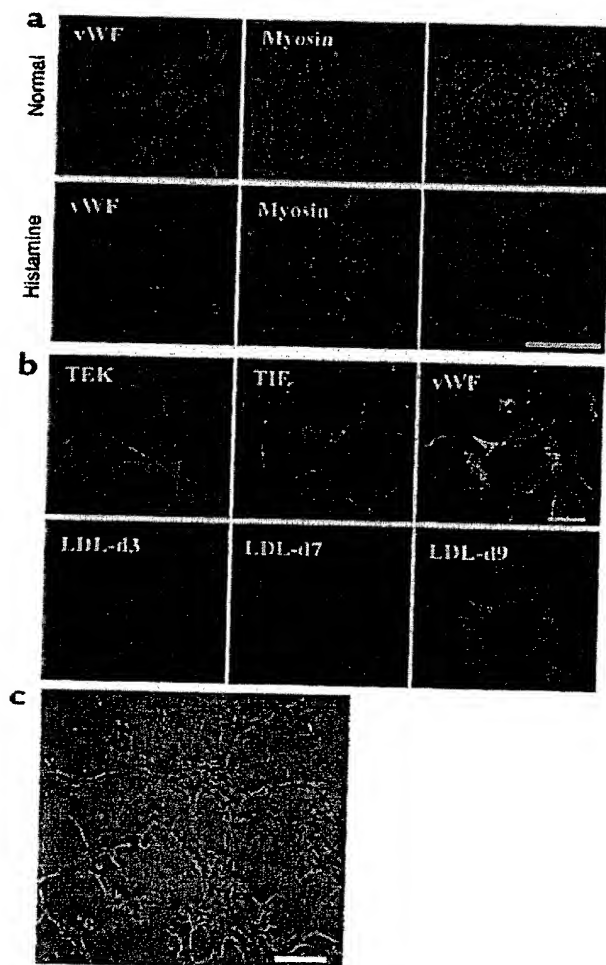 a
vWF Myosin
Normal
vWF Myosin
Histamine
b
TEK TIE vWF
LDL-d3 LDL-d7 LDL-d9
c